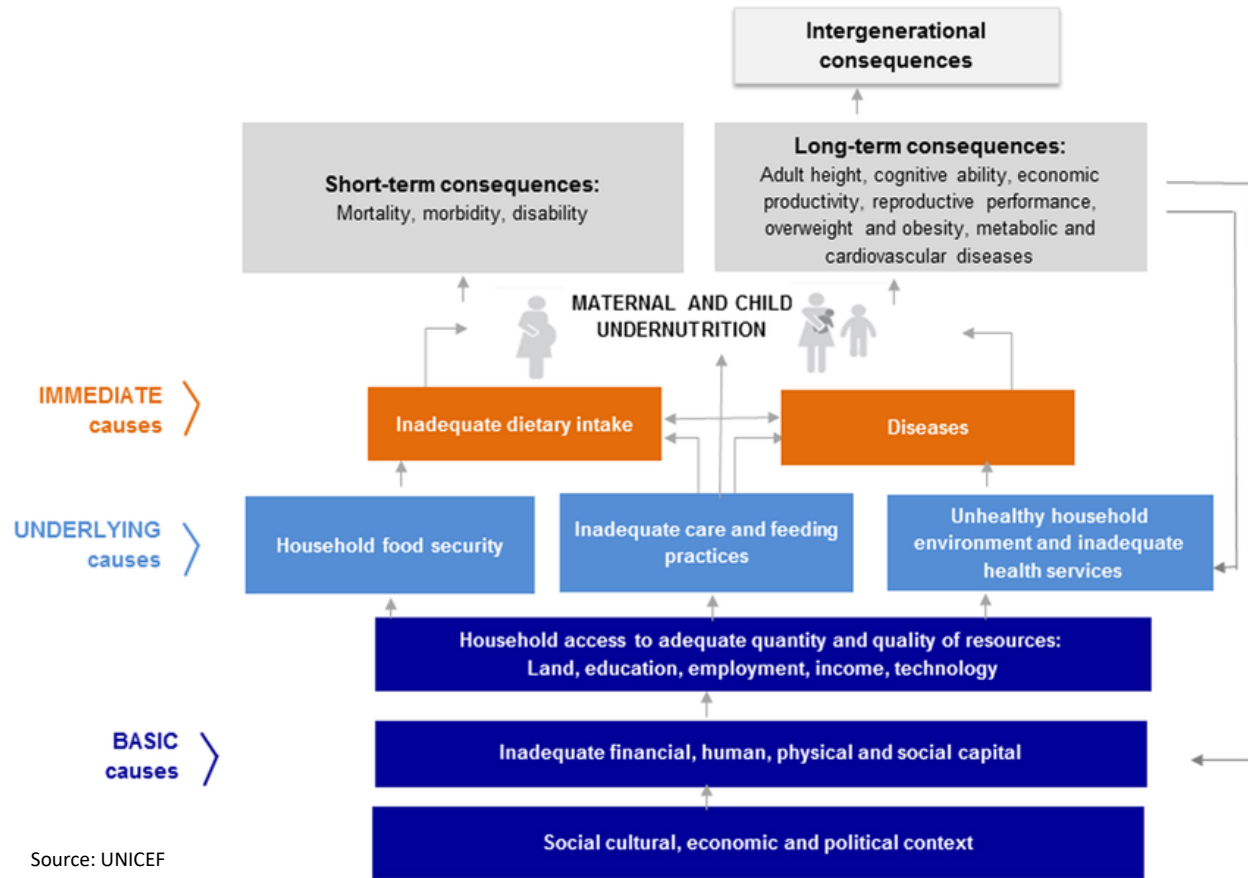 Intergenerational
consequences
Short-term consequences:
Mortality, morbidity, disability
Long-term consequences:
Adult height, cognitive ability, economic
productivity, reproductive performance,
overweight and obesity, metabolic and
cardiovascular diseases
MATERNAL AND CHILD
UNDERNUTRITION
IMMEDIATE
causes
Inadequate dietary intake
Diseases
UNDERLYING
causes
Household food security
Inadequate care and feeding
practices
Unhealthy household
environment and inadequate
health services
Household access to adequate quantity and quality of resources:
Land, education, employment, income, technology
BASIC
causes
Inadequate financial, human, physical and social capital
Social cultural, economic and political context
Source: UNICEF